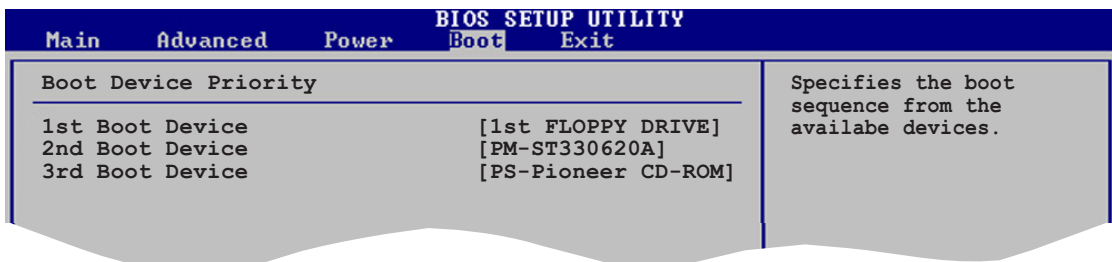 BIOS SETUP UTILITY
Main Advanced Power Boot Exit
Boot Device Priority
1st Boot Device [1st FLOPPY DRIVE]
2nd Boot Device [PM-ST330620A]
3rd Boot Device [PS-Pioneer CD-ROM]
Specifies the boot
sequence from the
availabe devices.